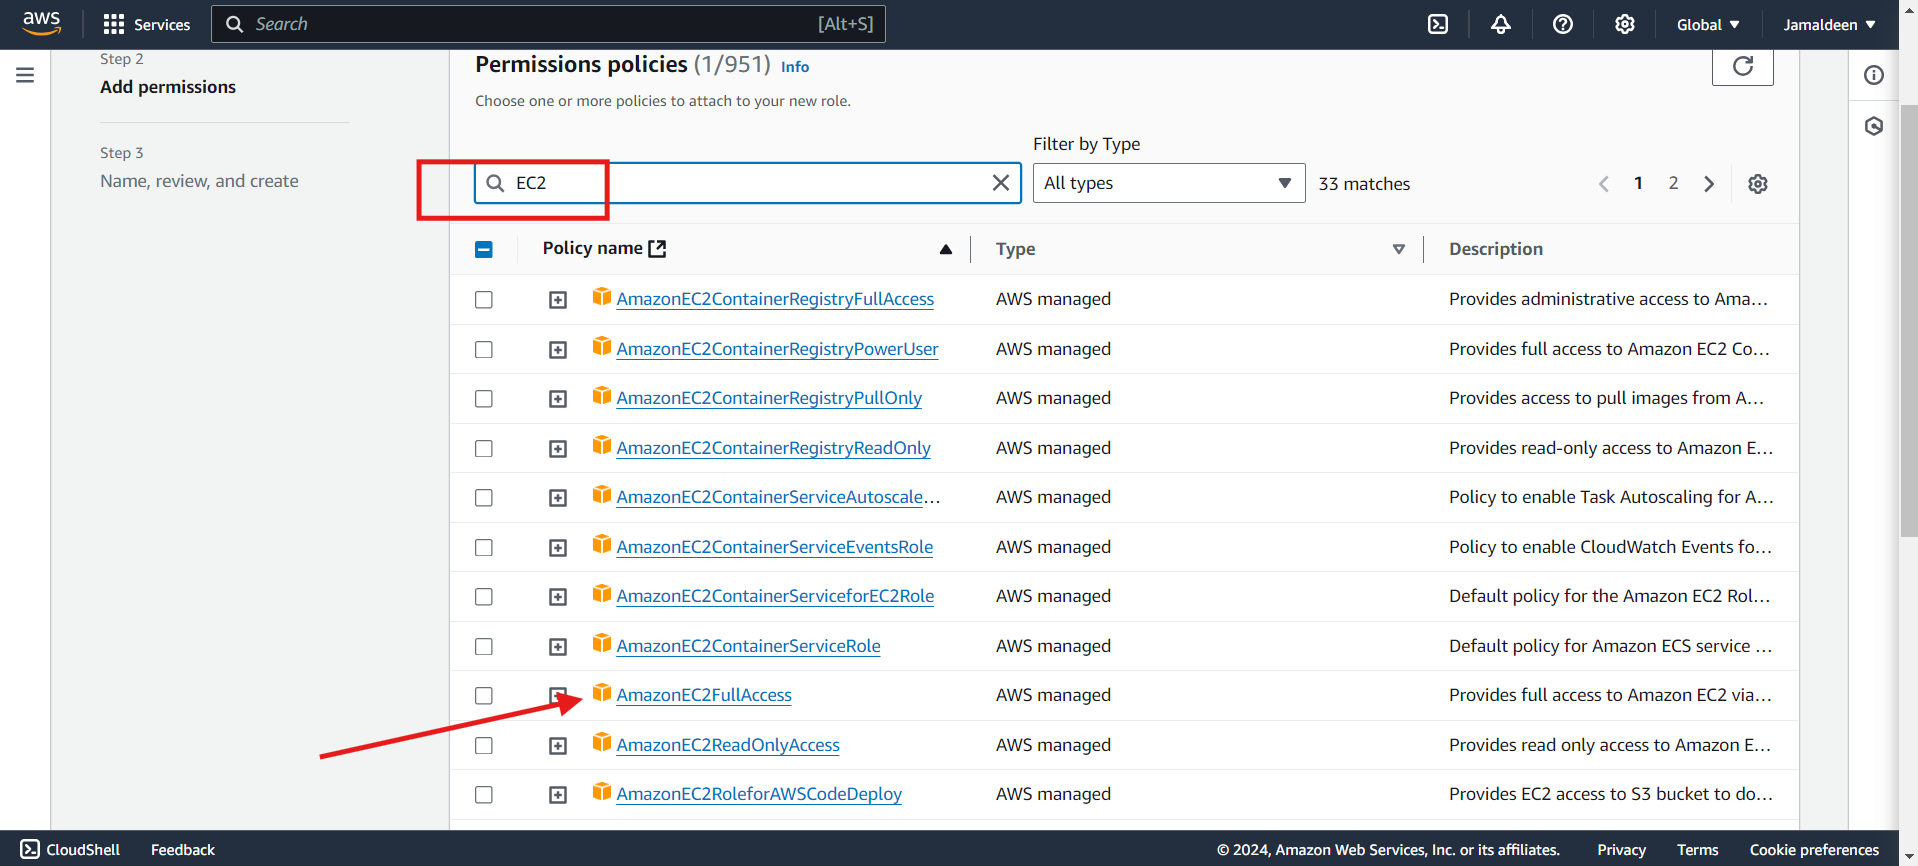 aws
Services
Search
[Alt+S]
Global
Jamaldeen
Step 2
Add permissions
Step 3
Name, review, and create
Permissions policies (1/951) Info
Choose one or more policies to attach to your new role.
Filter by Type
EC2
All types
33 matches
1 2
Policy name
Type
Description
AmazonEC2ContainerRegistryFullAccess AWS managed Provides administrative access to Ama...
AmazonEC2ContainerRegistryPowerUser AWS managed Provides full access to Amazon EC2 Co...
AmazonEC2ContainerRegistryPullOnly AWS managed Provides access to pull images from A...
AmazonEC2ContainerRegistryReadOnly AWS managed Provides read-only access to Amazon E...
AmazonEC2ContainerServiceAutoscale... AWS managed Policy to enable Task Autoscaling for A...
AmazonEC2ContainerServiceEventsRole AWS managed Policy to enable CloudWatch Events fo...
AmazonEC2ContainerServiceforEC2Role AWS managed Default policy for the Amazon EC2 Rol...
AmazonEC2ContainerServiceRole AWS managed Default policy for Amazon ECS service ...
AmazonEC2FullAccess AWS managed Provides full access to Amazon EC2 via...
AmazonEC2ReadOnlyAccess AWS managed Provides read only access to Amazon E...
AmazonEC2RoleforAWSCodeDeploy AWS managed Provides EC2 access to S3 bucket to do...
CloudShell Feedback © 2024, Amazon Web Services, Inc. or its affiliates. Privacy Terms Cookie preferences